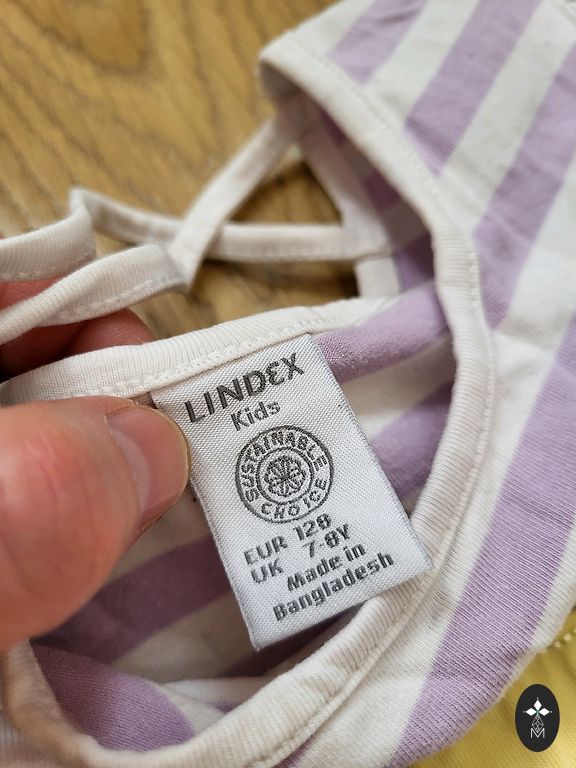 LINDEX
Kids
SUSTAINABLE
CHOICE
EUR 128
UK 7-8Y
Made in
Bangladesh
M